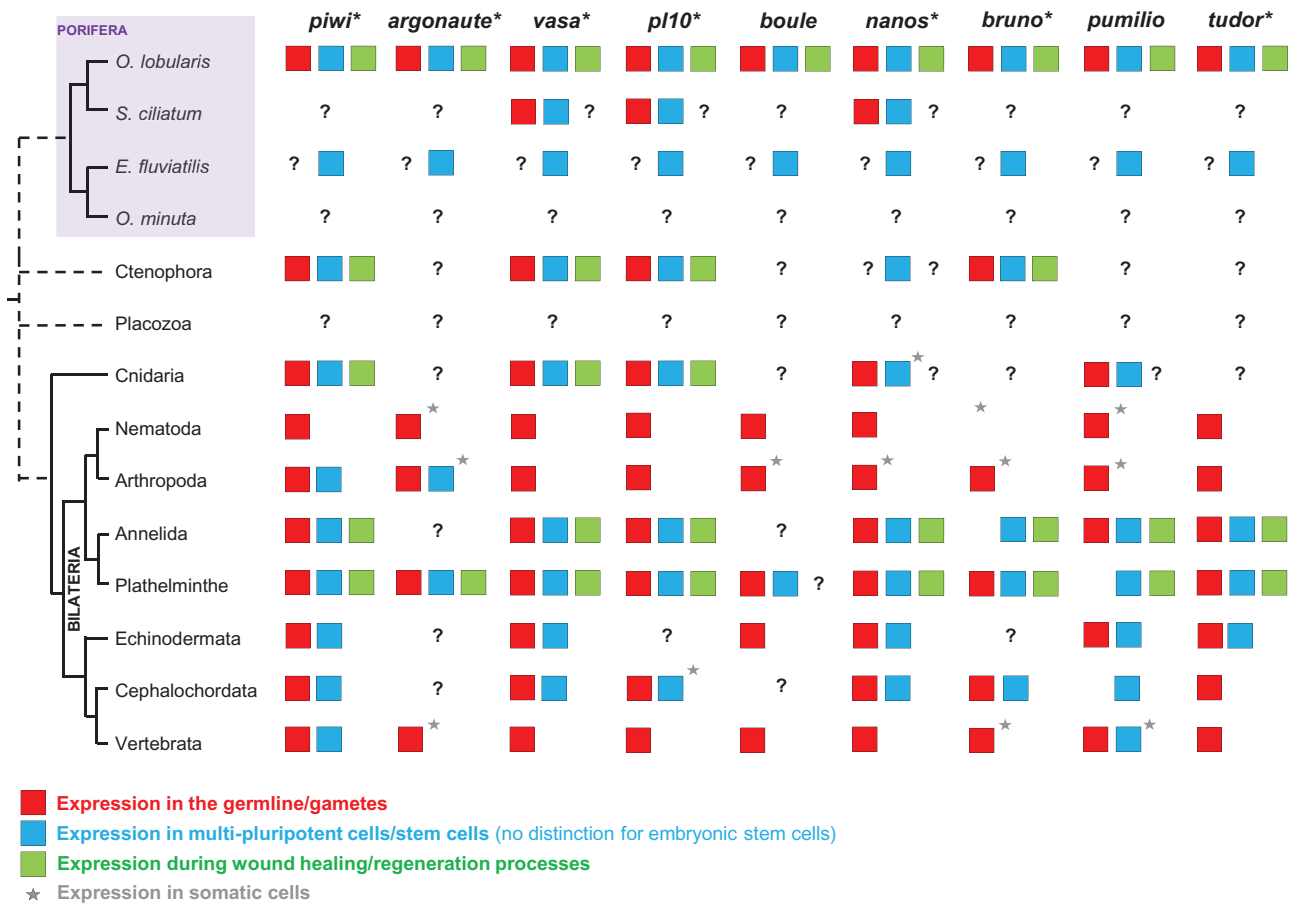 piwi* argonaute* vasa* pl10* boule nanos* bruno* pumilio tudor*
PORIFERA
O. lobularis
S. ciliatum ? ? ? ? ? ? ? ? ?
E. fluviatilis ? ? ? ? ? ? ? ? ?
O. minuta ? ? ? ? ? ? ? ? ?
Ctenophora ? ? ? ? ? ?
Placozoa ? ? ? ? ? ? ? ? ?
Cnidaria ? ? ? ? ? ?
Nematoda
Arthropoda
Annelida ? ?
Plathelminthe ?
Echinodermata ? ? ?
Cephalochordata ? ?
Vertebrata
BILATERIA
Expression in the germline/gametes
Expression in multi-pluripotent cells/stem cells (no distinction for embryonic stem cells)
Expression during wound healing/regeneration processes
Expression in somatic cells